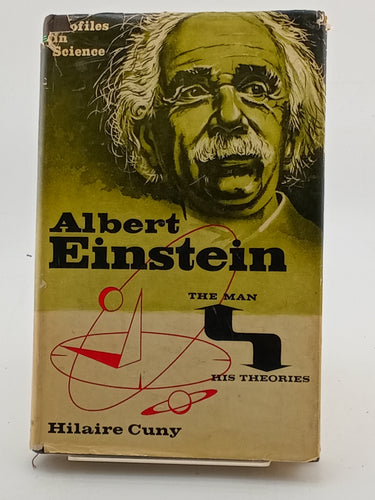 ofiles
In
Science
Albert
Einstein
THE MAN
HIS THEORIES
Hilaire Cuny